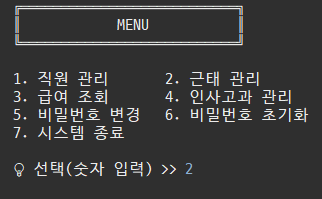 MENU
1. 직원 관리 2. 근태 관리
3. 급여 조회 4. 인사고과 관리
5. 비밀번호 변경 6. 비밀번호 초기화
7. 시스템 종료
선택(숫자 입력) >> 2